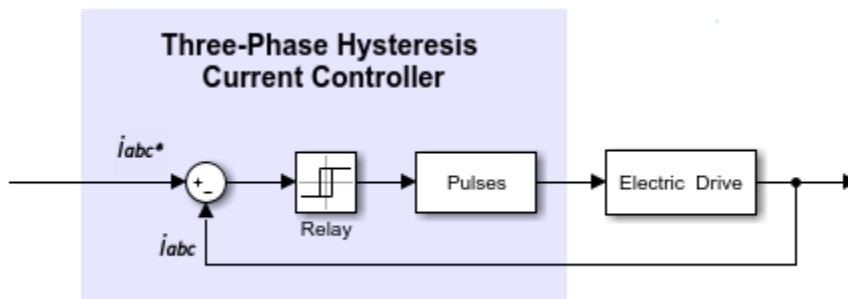 Three-Phase Hysteresis
Current Controller
iabc*
+
-
Pulses
Electric Drive
Relay
iabc